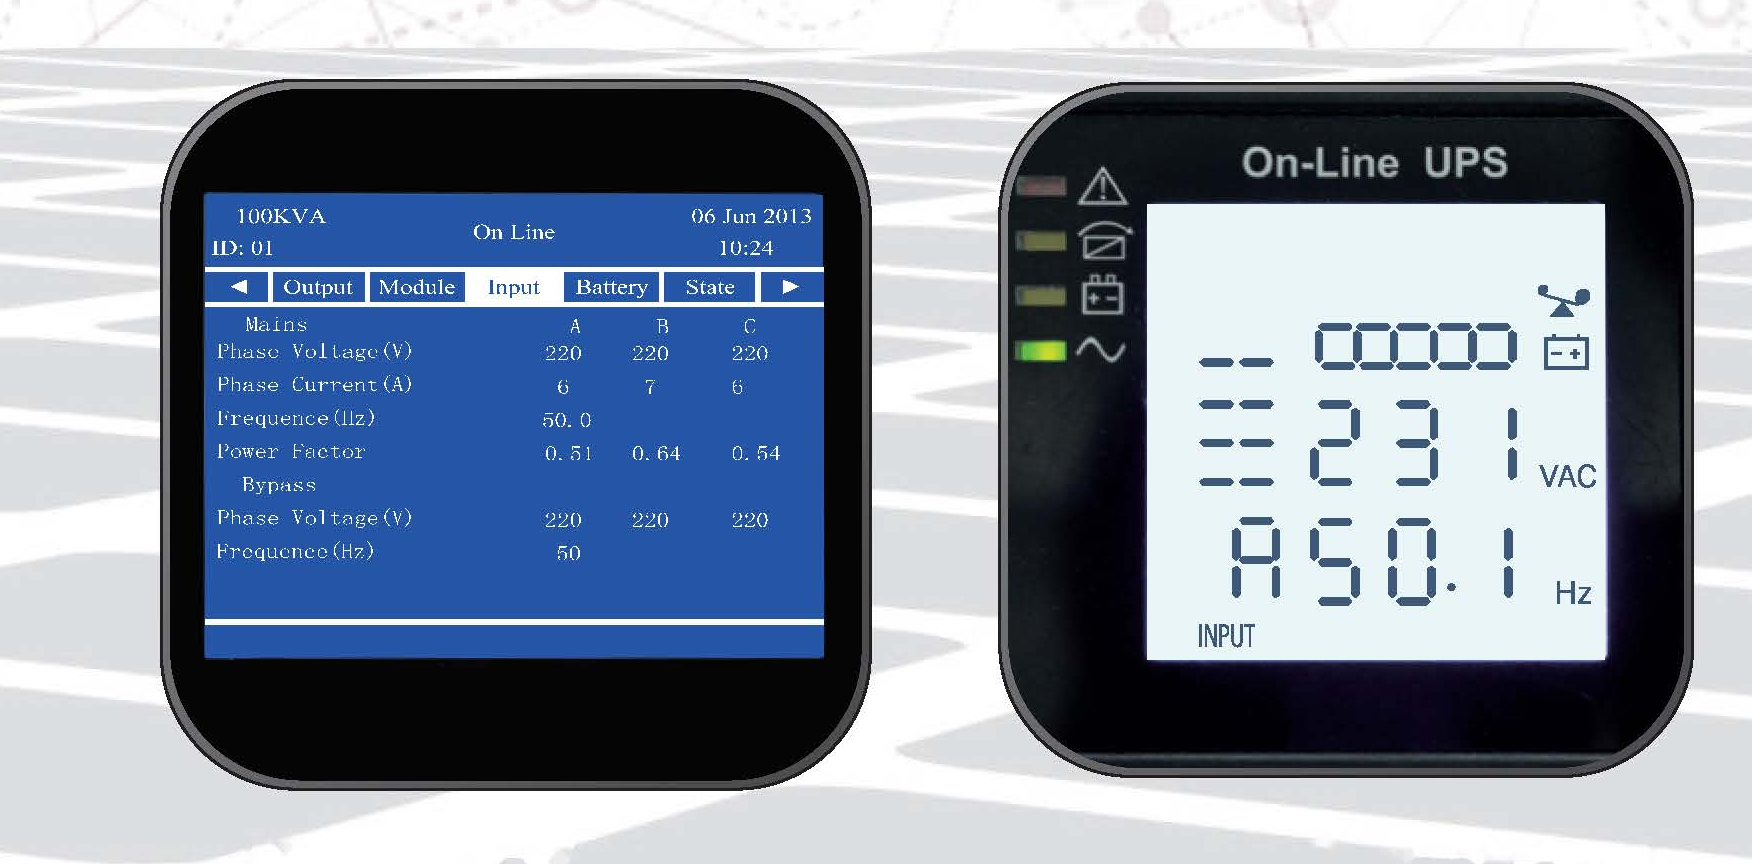 100KVA
ID: 01
On Line
06 Jun 2013
10:24
◄ Output Module Input Battery State ►
Mains A B C
Phase Voltage(V) 220 220 220
Phase Current(A) 6 7 6
Frequence(Hz) 50.0
Power Factor 0.51 0.64 0.54
Bypass
Phase Voltage(V) 220 220 220
Frequence(Hz) 50
On-Line UPS
231 VAC
A50.1 Hz
INPUT